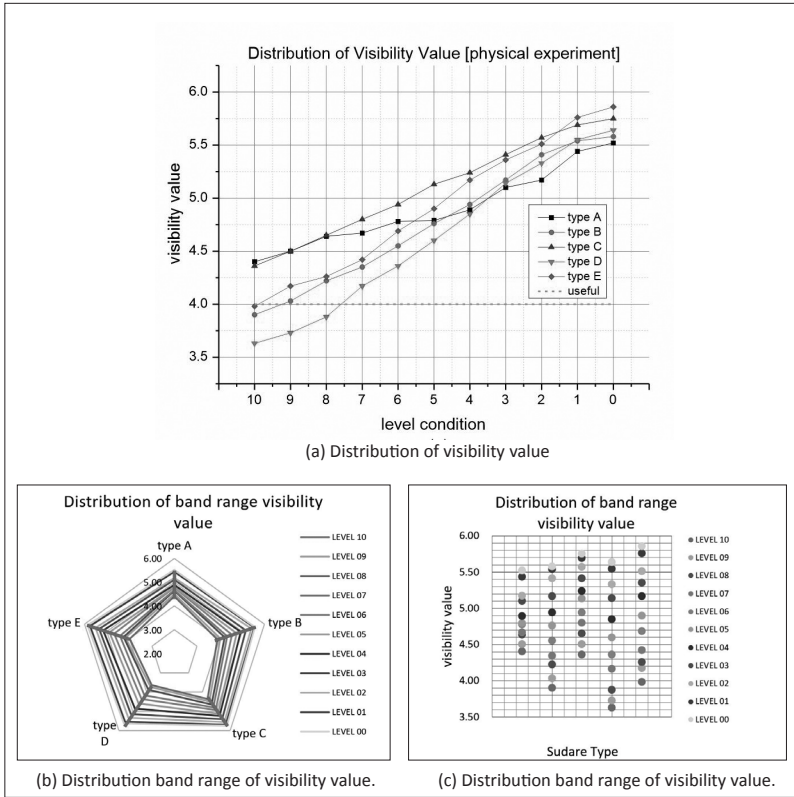 Distribution of Visibility Value [physical experiment]
6.0
5.5
5.0
4.5
4.0
3.5
visibility value
type A
type B
type C
type D
type E
useful
10 9 8 7 6 5 4 3 2 1 0
level condition
(a) Distribution of visibility value
Distribution of band range visibility
value
type A
6.00
5.00
4.00
3.00
2.00
type E
type B
type
D
type C
LEVEL 10
LEVEL 09
LEVEL 08
LEVEL 07
LEVEL 06
LEVEL 05
LEVEL 04
LEVEL 03
LEVEL 02
LEVEL 01
LEVEL 00
(b) Distribution band range of visibility value.
Distribution of band range
visibility value
6.00
5.50
5.00
4.50
4.00
3.50
visibility value
Sudare Type
LEVEL 10
LEVEL 09
LEVEL 08
LEVEL 07
LEVEL 06
LEVEL 05
LEVEL 04
LEVEL 03
LEVEL 02
LEVEL 01
LEVEL 00
(c) Distribution band range of visibility value.